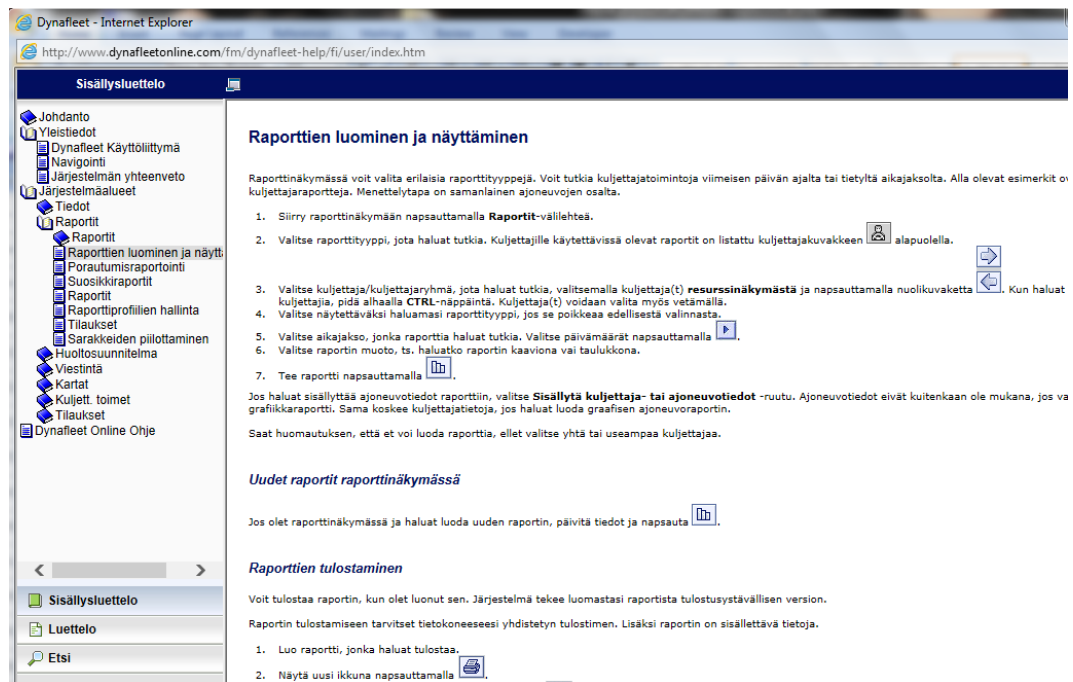 Dynafleet - Internet Explorer
http://www.dynafleetonline.com/fm/dynafleet-help/fi/user/index.htm
Sisällysluettelo
Johdanto
Yleistiedot
Dynafleet Käyttöliittymä
Navigointi
Järjestelmän yhteenveto
Järjestelmäalueet
Tiedot
Raportit
Raportit
Raporttien luominen ja näytt
Porautumisraportointi
Suosikkiraportit
Raportit
Raporttiprofiilien hallinta
Tilaukset
Sarakkeiden piilottaminen
Huoltosuunnitelma
Viestintä
Kartat
Kuljett. toimet
Tilaukset
Dynafleet Online Ohje
Sisällysluettelo
Luettelo
Etsi
Raporttien luominen ja näyttäminen
Raporttinäkymässä voit valita erilaisia raporttityyppejä. Voit tutkia kuljettajatoimintoja viimeisen päivän ajalta tai tietyltä aikajaksolta. Alla olevat esimerkit ov
kuljettajaraportteja. Menettelytapa on samanlainen ajoneuvojen osalta.
1. Siirry raporttinäkymään napsauttamalla Raportit-välilehteä.
2. Valitse raporttityyppi, jota haluat tutkia. Kuljettajille käytettävissä olevat raportit on listattu kuljettajakuvakkeen alapuolella.
3. Valitse kuljettaja/kuljettajaryhmä, jota haluat tutkia, valitsemalla kuljettaja(t) resurssinäkymästä ja napsauttamalla nuolikuvaketta . Kun haluat
kuljettajia, pidä alhaalla CTRL-näppäintä. Kuljettaja(t) voidaan valita myös vetämällä.
4. Valitse näytettäväksi haluamasi raporttityyppi, jos se poikkeaa edellisestä valinnasta.
5. Valitse aikajakso, jonka raporttia haluat tutkia. Valitse päivämäärät napsauttamalla .
6. Valitse raportin muoto, ts. haluatko raportin kaaviona vai taulukkona.
7. Tee raportti napsauttamalla .
Jos haluat sisällyttää ajoneuvotiedot raporttiin, valitse Sisällytä kuljettaja- tai ajoneuvotiedot -ruutu. Ajoneuvotiedot eivät kuitenkaan ole mukana, jos va
grafiikkaraportti. Sama koskee kuljettajatietoja, jos haluat luoda graafisen ajoneuvoraportin.
Saat huomautuksen, että et voi luoda raporttia, ellet valitse yhtä tai useampaa kuljettajaa.
Uudet raportit raporttinäkymässä
Jos olet raporttinäkymässä ja haluat luoda uuden raportin, päivitä tiedot ja napsauta .
Raporttien tulostaminen
Voit tulostaa raportin, kun olet luonut sen. Järjestelmä tekee luomastasi raportista tulostusystävällisen version.
Raportin tulostamiseen tarvitset tietokoneeseesi yhdistetyn tulostimen. Lisäksi raportin on sisällettävä tietoja.
1. Luo raportti, jonka haluat tulostaa.
2. Näytä uusi ikkuna napsauttamalla .